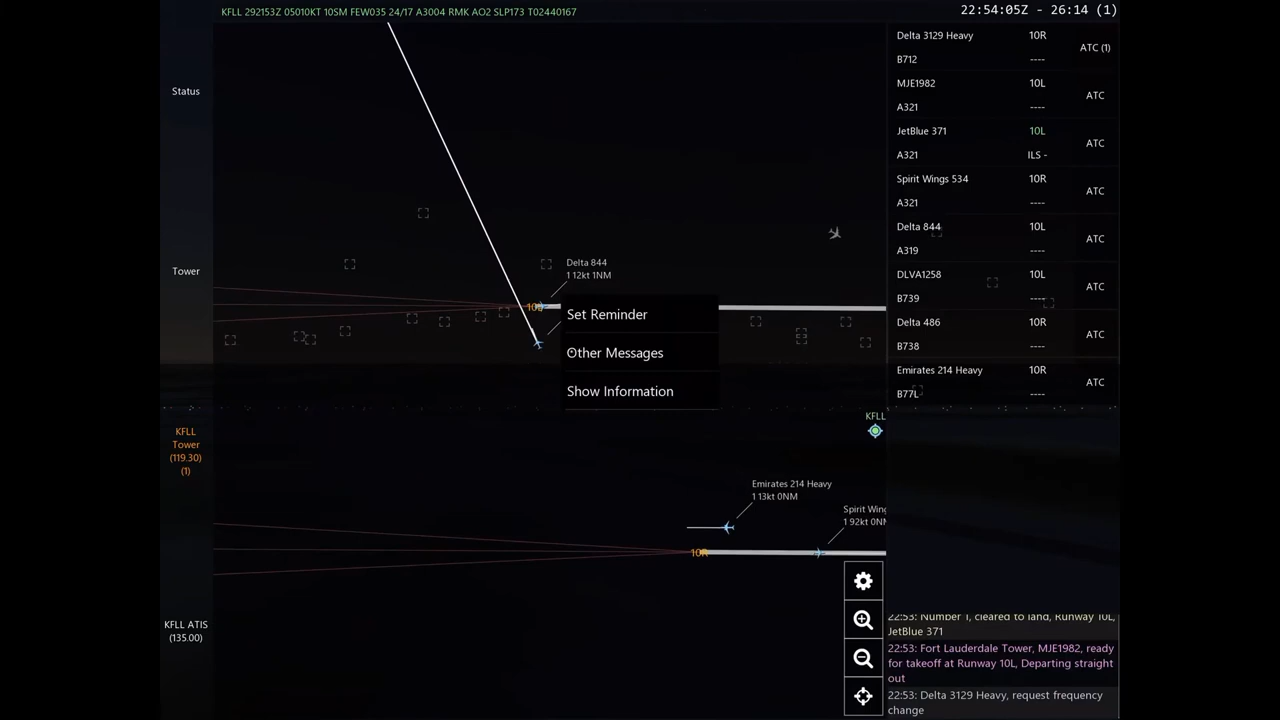 KFLL 292153Z 05010KT 10SM FEW035 24/17 A3004 RMK AO2 SLP173 T02440167
22:54:05Z - 26:14 (1)
Status
Tower
KFLL
Tower
(119.30)
(1)
KFLL ATIS
(135.00)
Delta 844
1 12kt 1NM
10L
Set Reminder
Other Messages
Show Information
KFLL
Emirates 214 Heavy
1 13kt 0NM
Spirit Wing
1 92kt 0NM
10R
Delta 3129 Heavy 10R
B712 ----
ATC (1)
MJE1982 10L
A321 ----
ATC
JetBlue 371 10L
A321 ILS -
ATC
Spirit Wings 534 10R
A321 ----
ATC
Delta 844 10L
A319 ----
ATC
DLVA1258 10L
B739 ----
ATC
Delta 486 10R
B738 ----
ATC
Emirates 214 Heavy 10R
B77L ----
ATC
22:53: Number 1, cleared to land, Runway 10L,
JetBlue 371
22:53: Fort Lauderdale Tower, MJE1982, ready
for takeoff at Runway 10L, Departing straight
out
22:53: Delta 3129 Heavy, request frequency
change